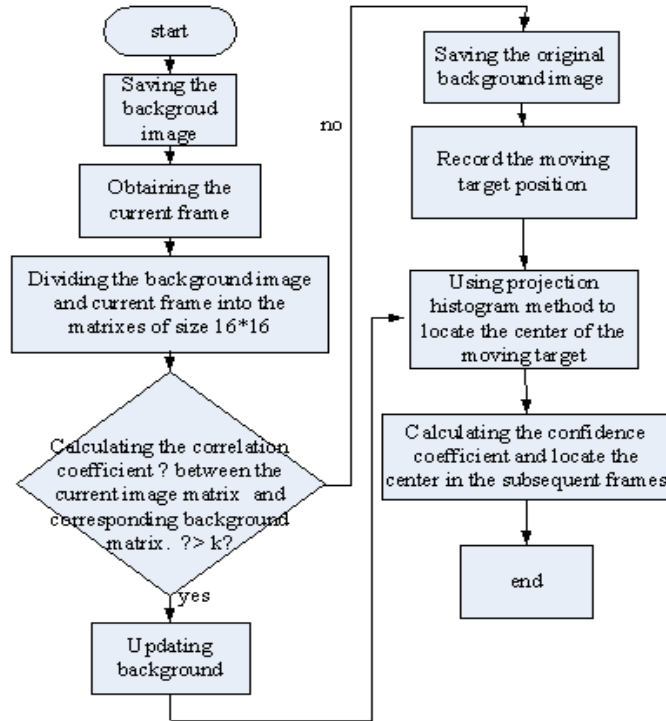 start
Saving the
backgroud
image
Obtaining the
current frame
Dividing the background image
and current frame into the
matrixes of size 16*16
Calculating the correlation
coefficient ? between the
current image matrix and
corresponding background
matrix. ?> k?
yes
Updating
background
no
Saving the original
background image
Record the moving
target position
Using projection
histogram method to
locate the center of the
moving target
Calculating the confidence
coefficient and locate the
center in the subsequent frames
end